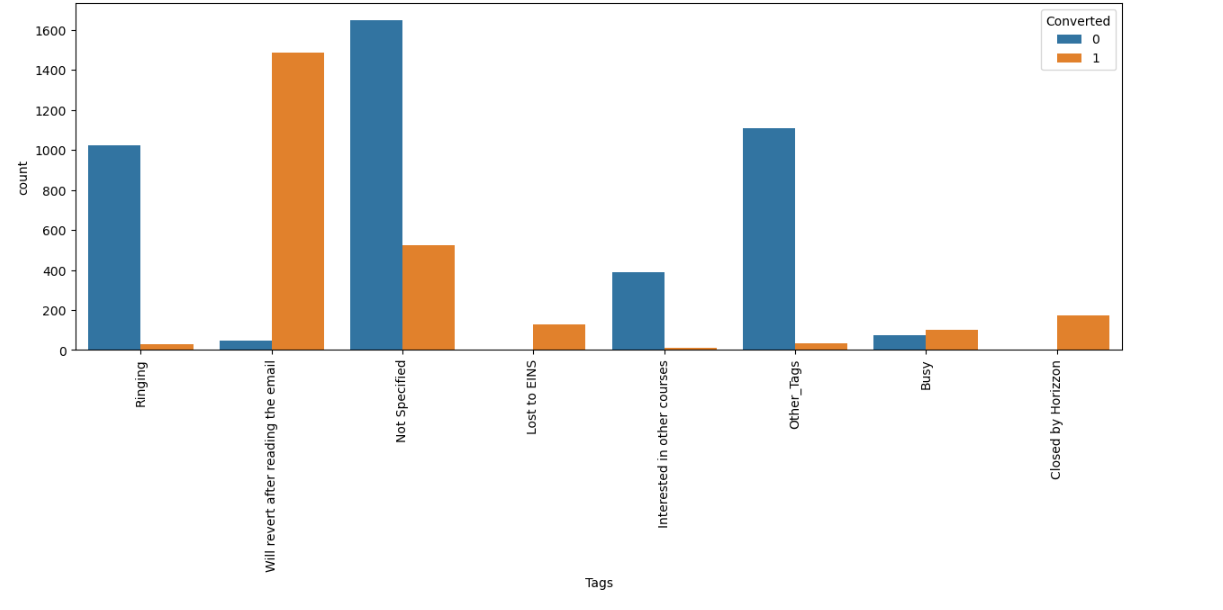 Converted
0
1
1600
1400
1200
1000
800
600
400
200
0
count
Ringing
Will revert after reading the email
Not Specified
Lost to EINS
Interested in other courses
Other_Tags
Busy
Closed by Horizzon
Tags